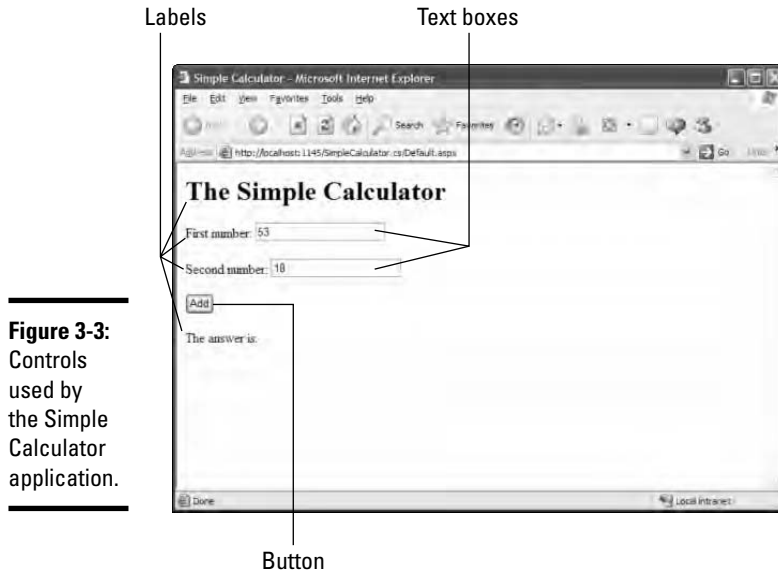 Labels
Text boxes
Simple Calculator - Microsoft Internet Explorer
File Edit View Favorites Tools Help
Search Favorites
http://localhost:1145/SimpleCalculator.cs/Default.aspx
Go
The Simple Calculator
First number: 53
Second number: 18
Add
The answer is:
Done
Local intranet
Button
Figure 3-3:
Controls
used by
the Simple
Calculator
application.